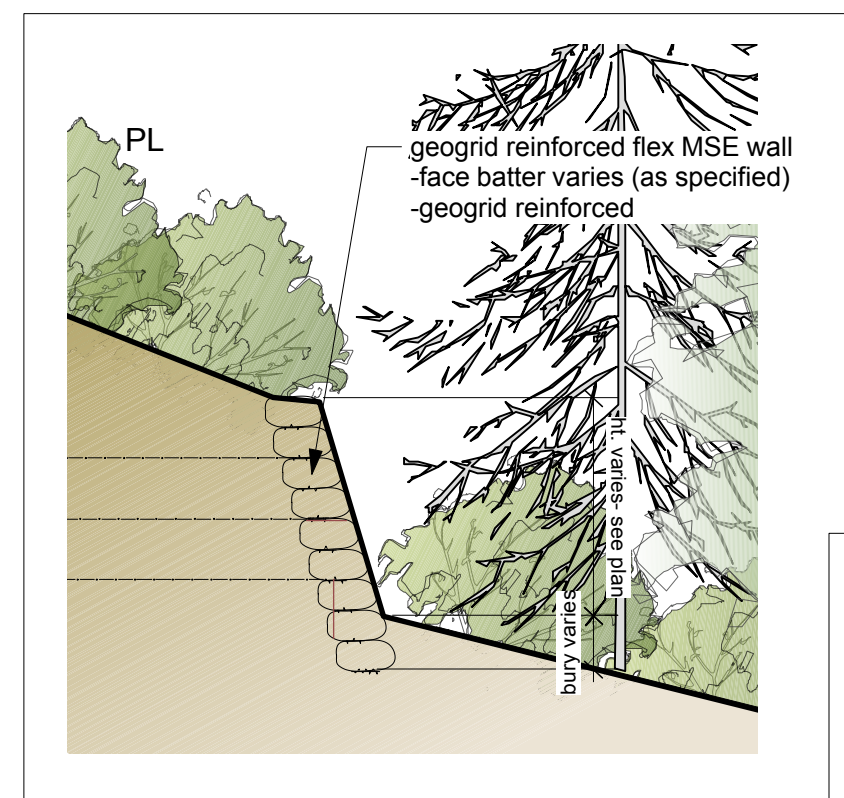 PL
geogrid reinforced flex MSE wall
-face batter varies (as specified)
-geogrid reinforced
ht. varies- see plan
bury varies